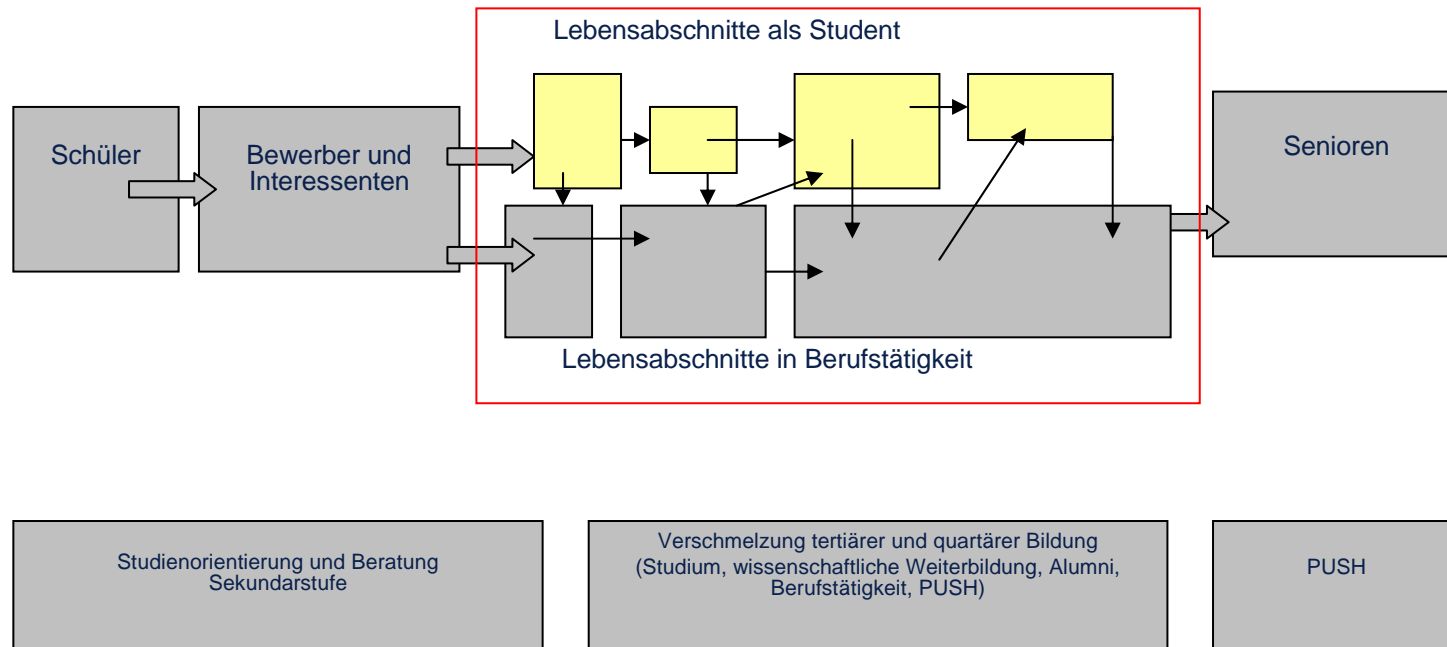 Lebensabschnitte als Student
Schüler
Bewerber und
Interessenten
Senioren
Lebensabschnitte in Berufstätigkeit
Studienorientierung und Beratung
Sekundarstufe
Verschmelzung tertiärer und quartärer Bildung
(Studium, wissenschaftliche Weiterbildung, Alumni,
Berufstätigkeit, PUSH)
PUSH